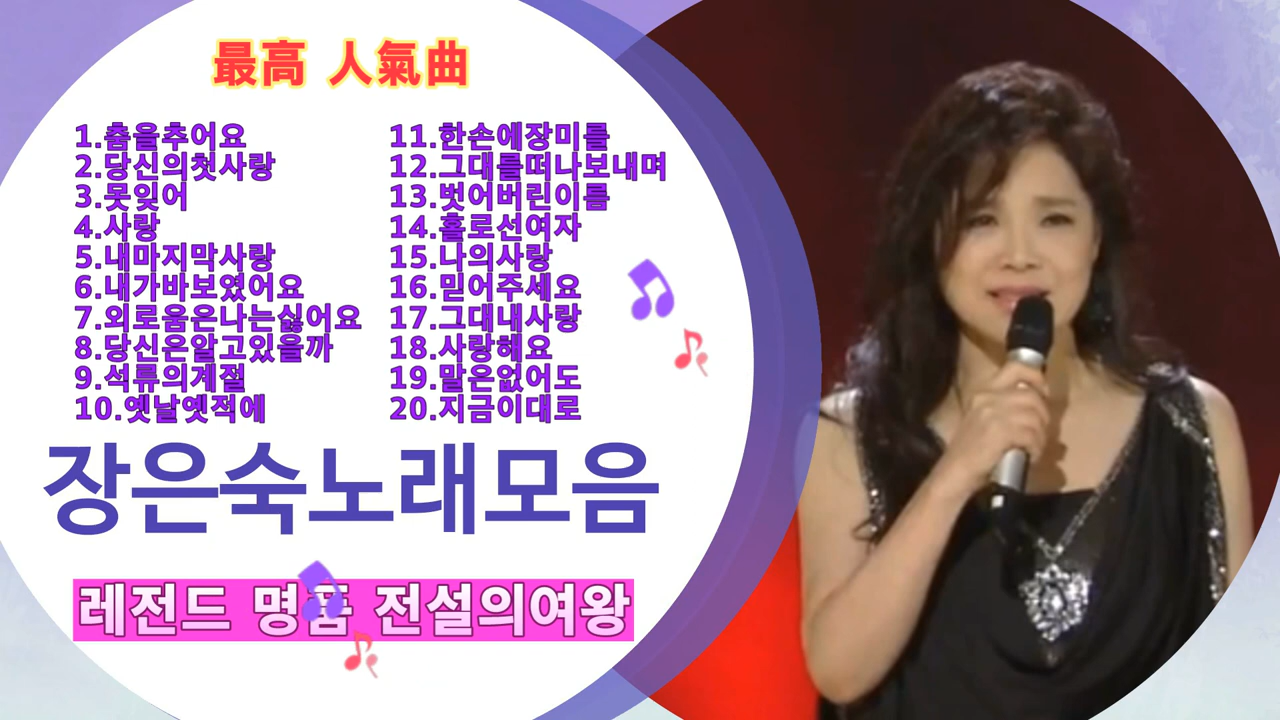 最高 人氣曲
1.춤을추어요
2.당신의첫사랑
3.못잊어
4.사랑
5.내마지막사랑
6.내가바보였어요
7.외로움은나는싫어요
8.당신은알고있을까
9.석류의계절
10.옛날옛적에
11.한손에장미를
12.그대를떠나보내며
13.벗어버린이름
14.홀로선여자
15.나의사랑
16.믿어주세요
17.그대내사랑
18.사랑해요
19.말은없어도
20.지금이대로
장은숙노래모음
레전드 명품 전설의여왕